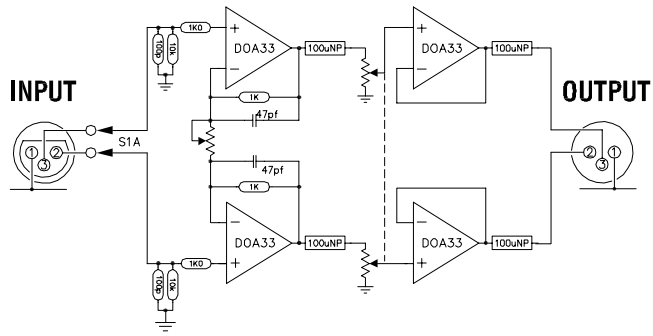 1K0
100p
10k
+
−
DOA33
100uNP
+
−
DOA33
100uNP
1K
47pf
INPUT
OUTPUT
1
2
3
S1A
2
1
3
47pf
1K
100p
10k
1K0
−
+
DOA33
100uNP
−
+
DOA33
100uNP